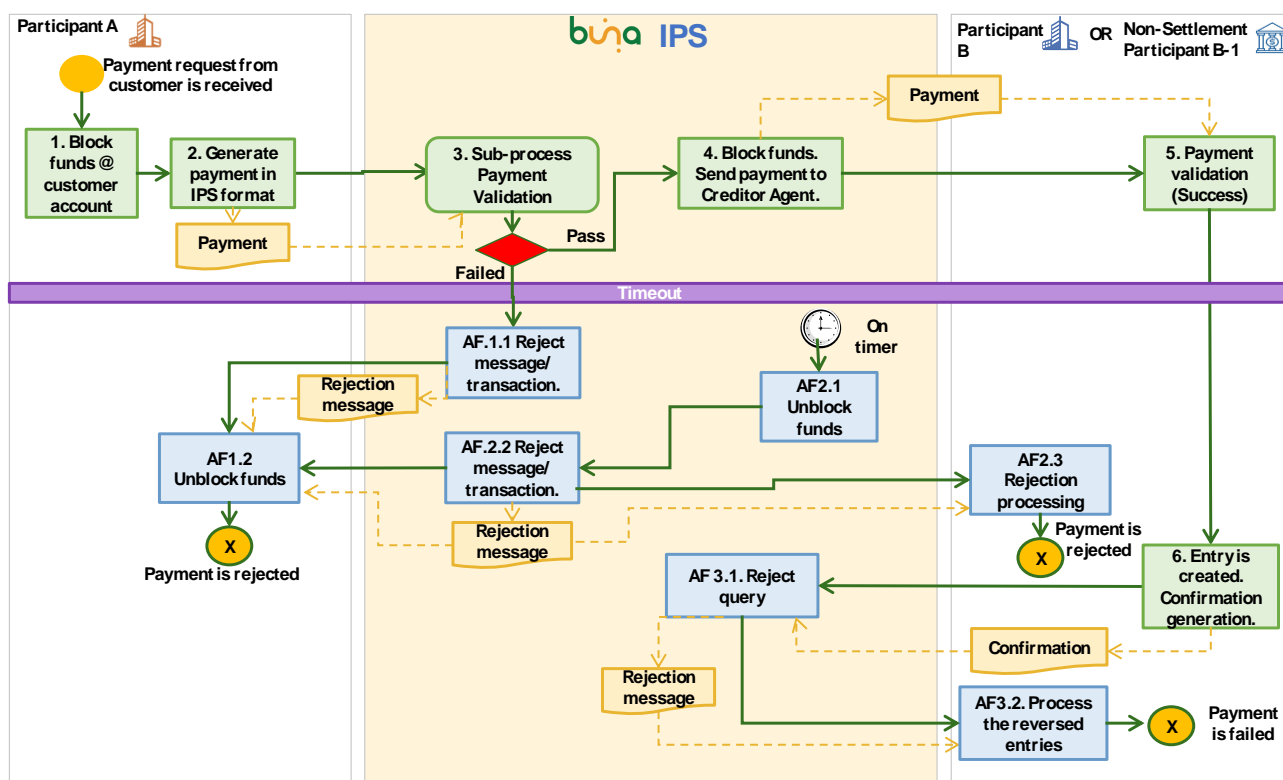 Participant A
buna IPS
Participant
B
OR
Non-Settlement
Participant B-1
Payment request from
customer is received
Payment
1. Block
funds @
customer
account
2. Generate
payment in
IPS format
3. Sub-process
Payment
Validation
4. Block funds.
Send payment to
Creditor Agent.
5. Payment
validation
(Success)
Payment
Pass
Failed
Timeout
AF.1.1 Reject
message/
transaction.
On
timer
Rejection
message
AF2.1
Unblock
funds
AF1.2
Unblock funds
AF.2.2 Reject
message/
transaction.
AF2.3
Rejection
processing
Rejection
message
X
Payment is rejected
X
Payment is
rejected
AF 3.1. Reject
query
6. Entry is
created.
Confirmation
generation.
Confirmation
Rejection
message
AF3.2. Process
the reversed
entries
X
Payment
is failed